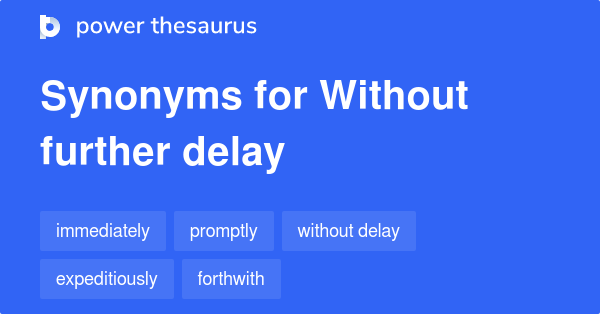 power thesaurus
Synonyms for Without
further delay
immediately promptly without delay
expeditiously forthwith